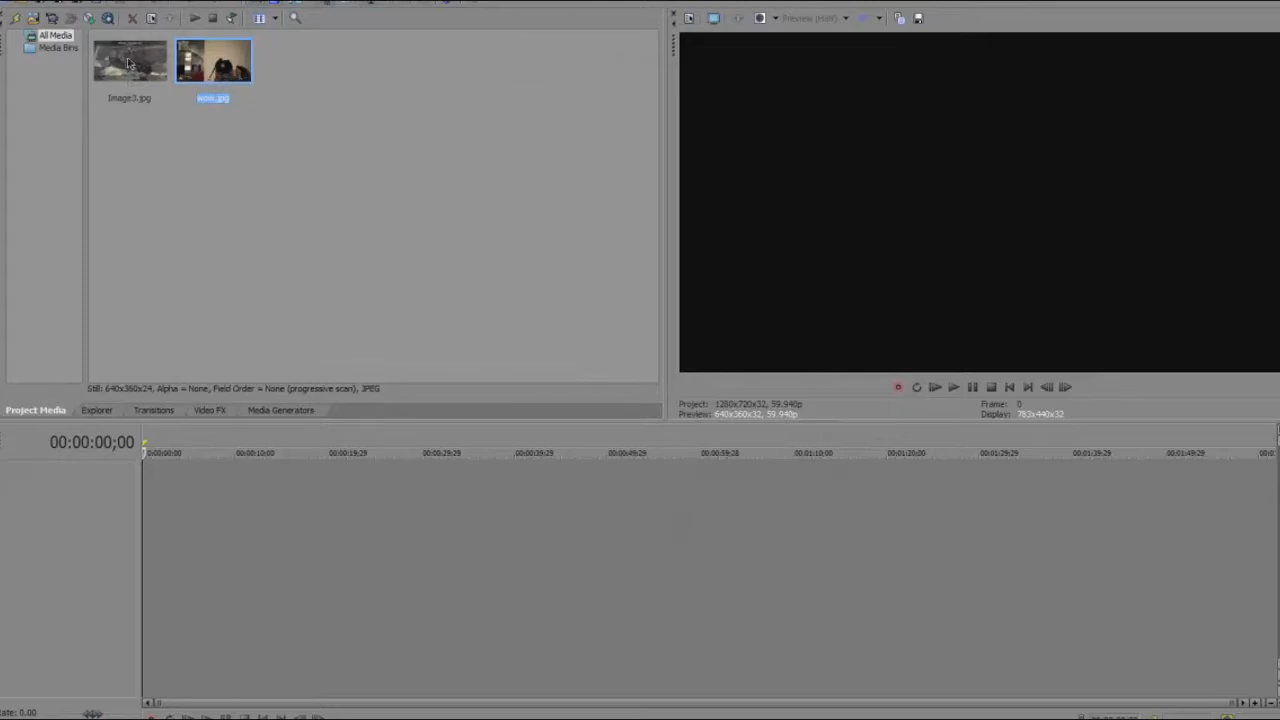 Preview (Half)
All Media
Media Bins
Image3.jpg
won.jpg
Still: 640x360x24, Alpha = None, Field Order = None (progressive scan), JPEG
Project Media
Explorer
Transitions
Video FX
Media Generators
Project: 1280x720x32, 59.940p
Frame: 0
Preview: 640x360x32, 59.940p
Display: 783x440x32
00:00:00;00
0:00:00:00
00:00:10;00
00:00:19;29
00:00:29;29
00:00:39;29
00:00:49;29
00:00:59;28
00:01:10;00
00:01:20;00
00:01:29;29
00:01:39;29
00:01:49;29
Rate: 0.00